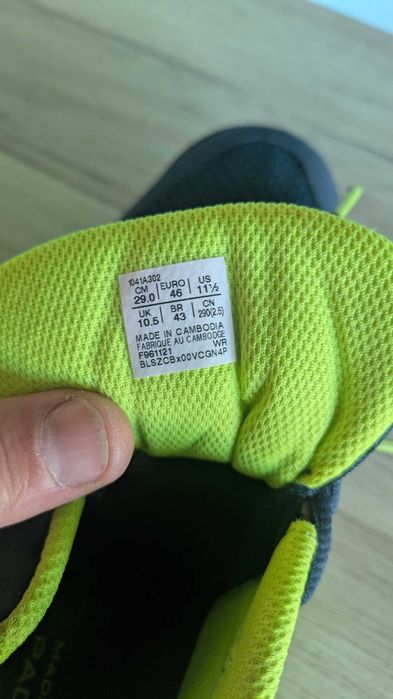 1041A302
CM | EURO | US
29.0 | 46 | 11½
UK | BR | CN
10.5 | 43 | 290(2.5)
MADE IN CAMBODIA
FABRIQUE AU CAMBODGE
F961121 WR
BLSZCBx00VCGN4P